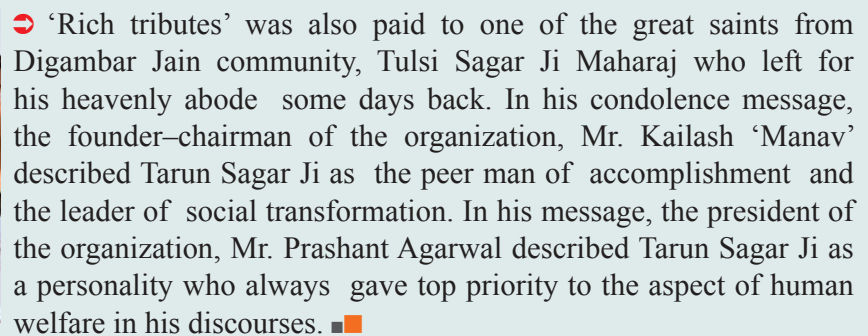 ‘Rich tributes’ was also paid to one of the great saints from
Digambar Jain community, Tulsi Sagar Ji Maharaj who left for
his heavenly abode some days back. In his condolence message,
the founder–chairman of the organization, Mr. Kailash ‘Manav’
described Tarun Sagar Ji as the peer man of accomplishment and
the leader of social transformation. In his message, the president of
the organization, Mr. Prashant Agarwal described Tarun Sagar Ji as
a personality who always gave top priority to the aspect of human
welfare in his discourses.